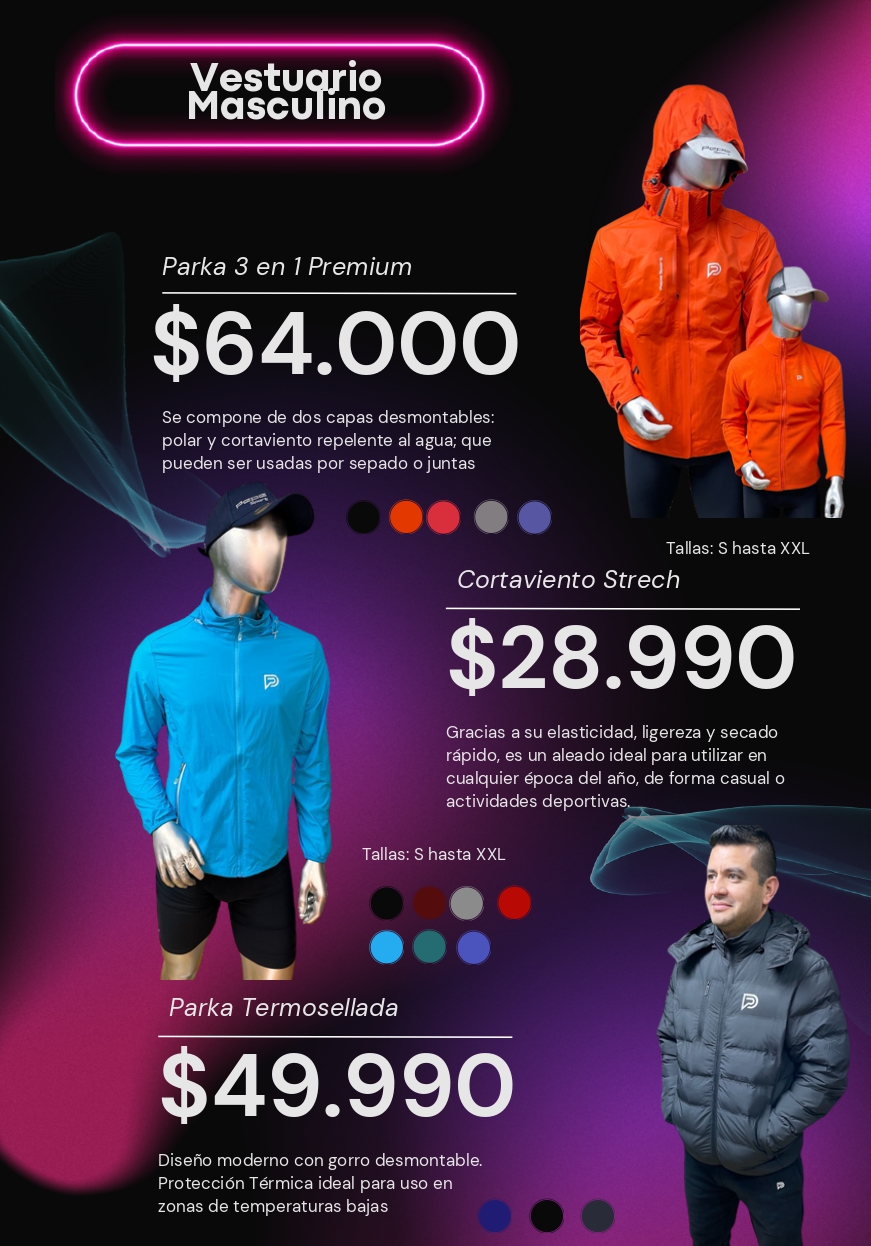 Vestuario
Masculino
Parka 3 en 1 Premium
$64.000
Se compone de dos capas desmontables:
polar y cortaviento repelente al agua; que
pueden ser usadas por sepado o juntas
Tallas: S hasta XXL
Cortaviento Strech
$28.990
Gracias a su elasticidad, ligereza y secado
rápido, es un aleado ideal para utilizar en
cualquier época del año, de forma casual o
actividades deportivas.
Tallas: S hasta XXL
Parka Termosellada
$49.990
Diseño moderno con gorro desmontable.
Protección Térmica ideal para uso en
zonas de temperaturas bajas